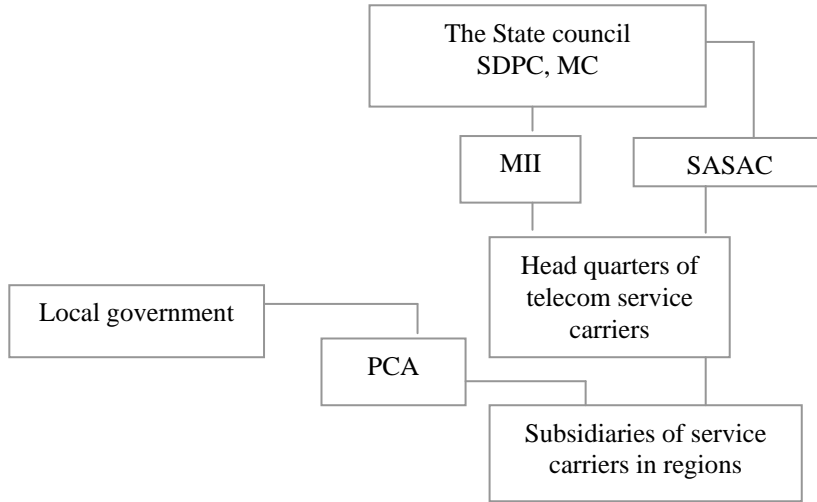 The State council
SDPC, MC
MII
SASAC
Head quarters of
telecom service
carriers
Local government
PCA
Subsidiaries of service
carriers in regions